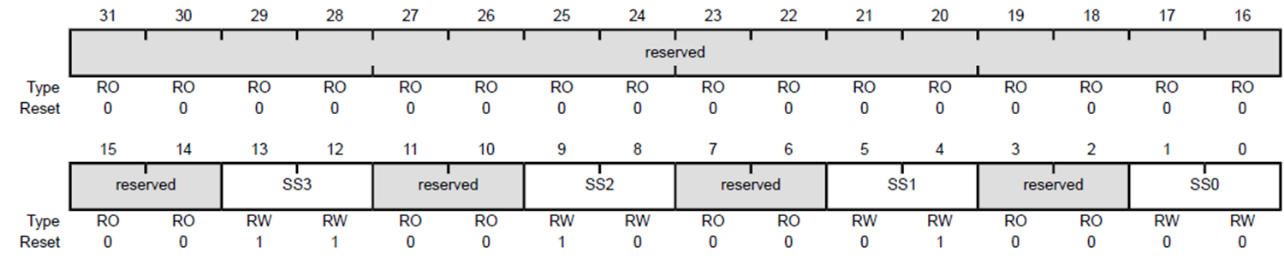 31 30 29 28 27 26 25 24 23 22 21 20 19 18 17 16
reserved
Type RO RO RO RO RO RO RO RO RO RO RO RO RO RO RO RO
Reset 0 0 0 0 0 0 0 0 0 0 0 0 0 0 0 0
15 14 13 12 11 10 9 8 7 6 5 4 3 2 1 0
reserved SS3 reserved SS2 reserved SS1 reserved SS0
Type RO RO RW RW RO RO RW RW RO RO RW RW RO RO RW RW
Reset 0 0 1 1 0 0 1 0 0 0 0 1 0 0 0 0